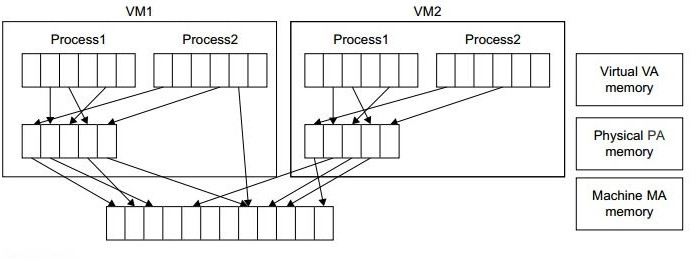 VM1
VM2
Process1
Process2
Process1
Process2
Virtual VA
memory
Physical PA
memory
Machine MA
memory